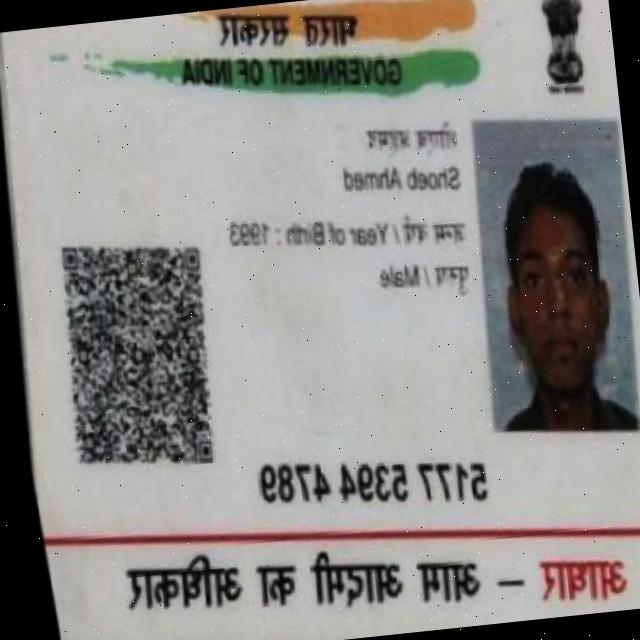 भारत सरकार
GOVERNMENT OF INDIA
शोएब अहमद
Shoeb Ahmed
जन्म वर्ष / Year of Birth : 1993
पुरुष / Male
5177 5394 4789
आधार – आम आदमी का अधिकार